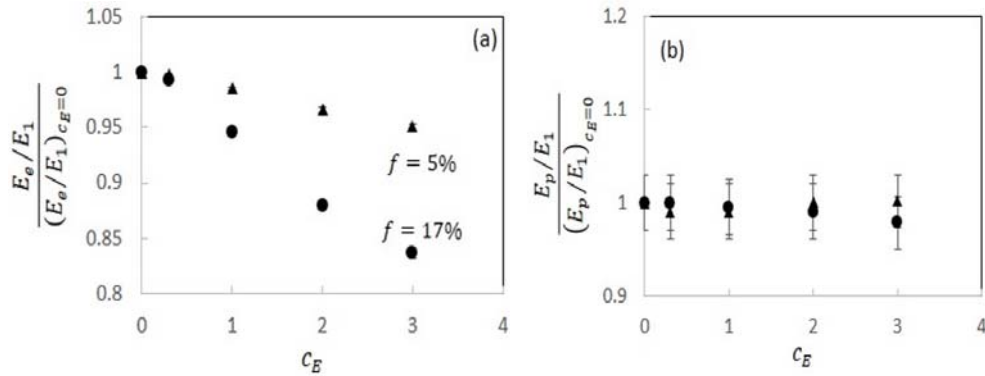 1.05
(a)
1
0.95
0.9
0.85
0.8
E_e/E_1
(E_e/E_1)_{c_E=0}
f = 5%
f = 17%
0 1 2 3 4
C_E
1.2
(b)
1.1
1
0.9
E_p/E_1
(E_p/E_1)_{c_E=0}
0 1 2 3 4
C_E